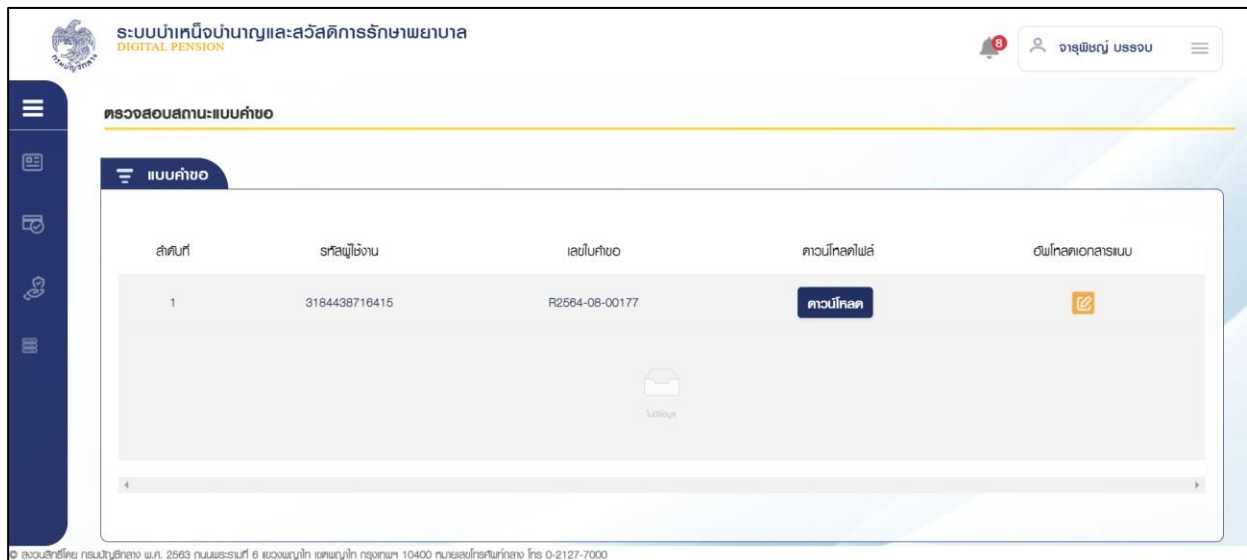 ระบบบำเหน็จบำนาญและสวัสดิการรักษาพยาบาล
DIGITAL PENSION
กรมบัญชีกลาง
8
จารุพิชญ์ บรรจบ
ตรวจสอบสถานะแบบคำขอ
แบบคำขอ
ลำดับที่ รหัสผู้ใช้งาน เลขใบคำขอ ดาวน์โหลดไฟล์ อัพโหลดเอกสารแนบ
1 3184438716415 R2564-08-00177 ดาวน์โหลด
ไม่มีข้อมูล
© สงวนลิขสิทธิ์โดย กรมบัญชีกลาง พ.ศ. 2563 ถนนพระรามที่ 6 แขวงพญาไท เขตพญาไท กรุงเทพฯ 10400 หมายเลขโทรศัพท์กลาง โทร 0-2127-7000